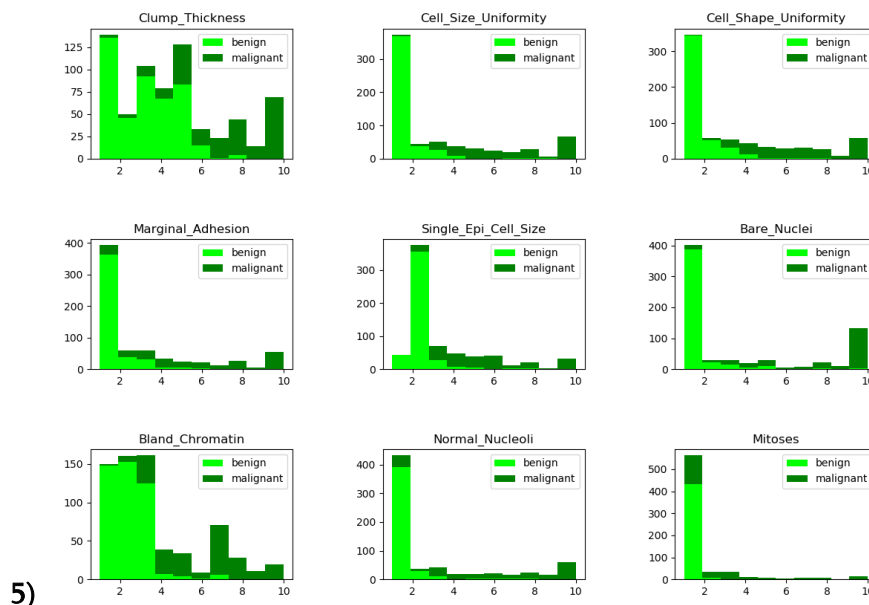 Clump_Thickness
125
100
75
50
25
0
benign
malignant
2 4 6 8 10
Cell_Size_Uniformity
300
200
100
0
benign
malignant
2 4 6 8 10
Cell_Shape_Uniformity
300
200
100
0
benign
malignant
2 4 6 8 10
Marginal_Adhesion
400
300
200
100
0
benign
malignant
2 4 6 8 10
Single_Epi_Cell_Size
300
200
100
0
benign
malignant
2 4 6 8 10
Bare_Nuclei
400
300
200
100
0
benign
malignant
2 4 6 8 10
Bland_Chromatin
150
100
50
0
benign
malignant
2 4 6 8 10
Normal_Nucleoli
400
300
200
100
0
benign
malignant
2 4 6 8 10
Mitoses
500
400
300
200
100
0
benign
malignant
2 4 6 8 10
5)